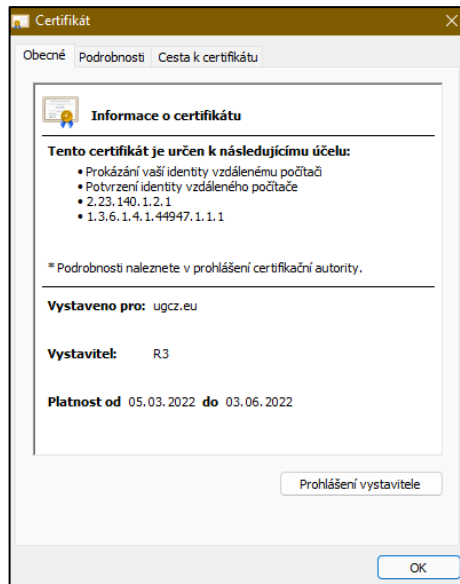 Certifikát
Obecné Podrobnosti Cesta k certifikátu
Informace o certifikátu
Tento certifikát je určen k následujícímu účelu:
• Prokázání vaší identity vzdálenému počítači
• Potvrzení identity vzdáleného počítače
• 2.23.140.1.2.1
• 1.3.6.1.4.1.44947.1.1.1
* Podrobnosti naleznete v prohlášení certifikační autority.
Vystaveno pro: ugcz.eu
Vystavitel: R3
Platnost od 05.03.2022 do 03.06.2022
Prohlášení vystavitele
OK